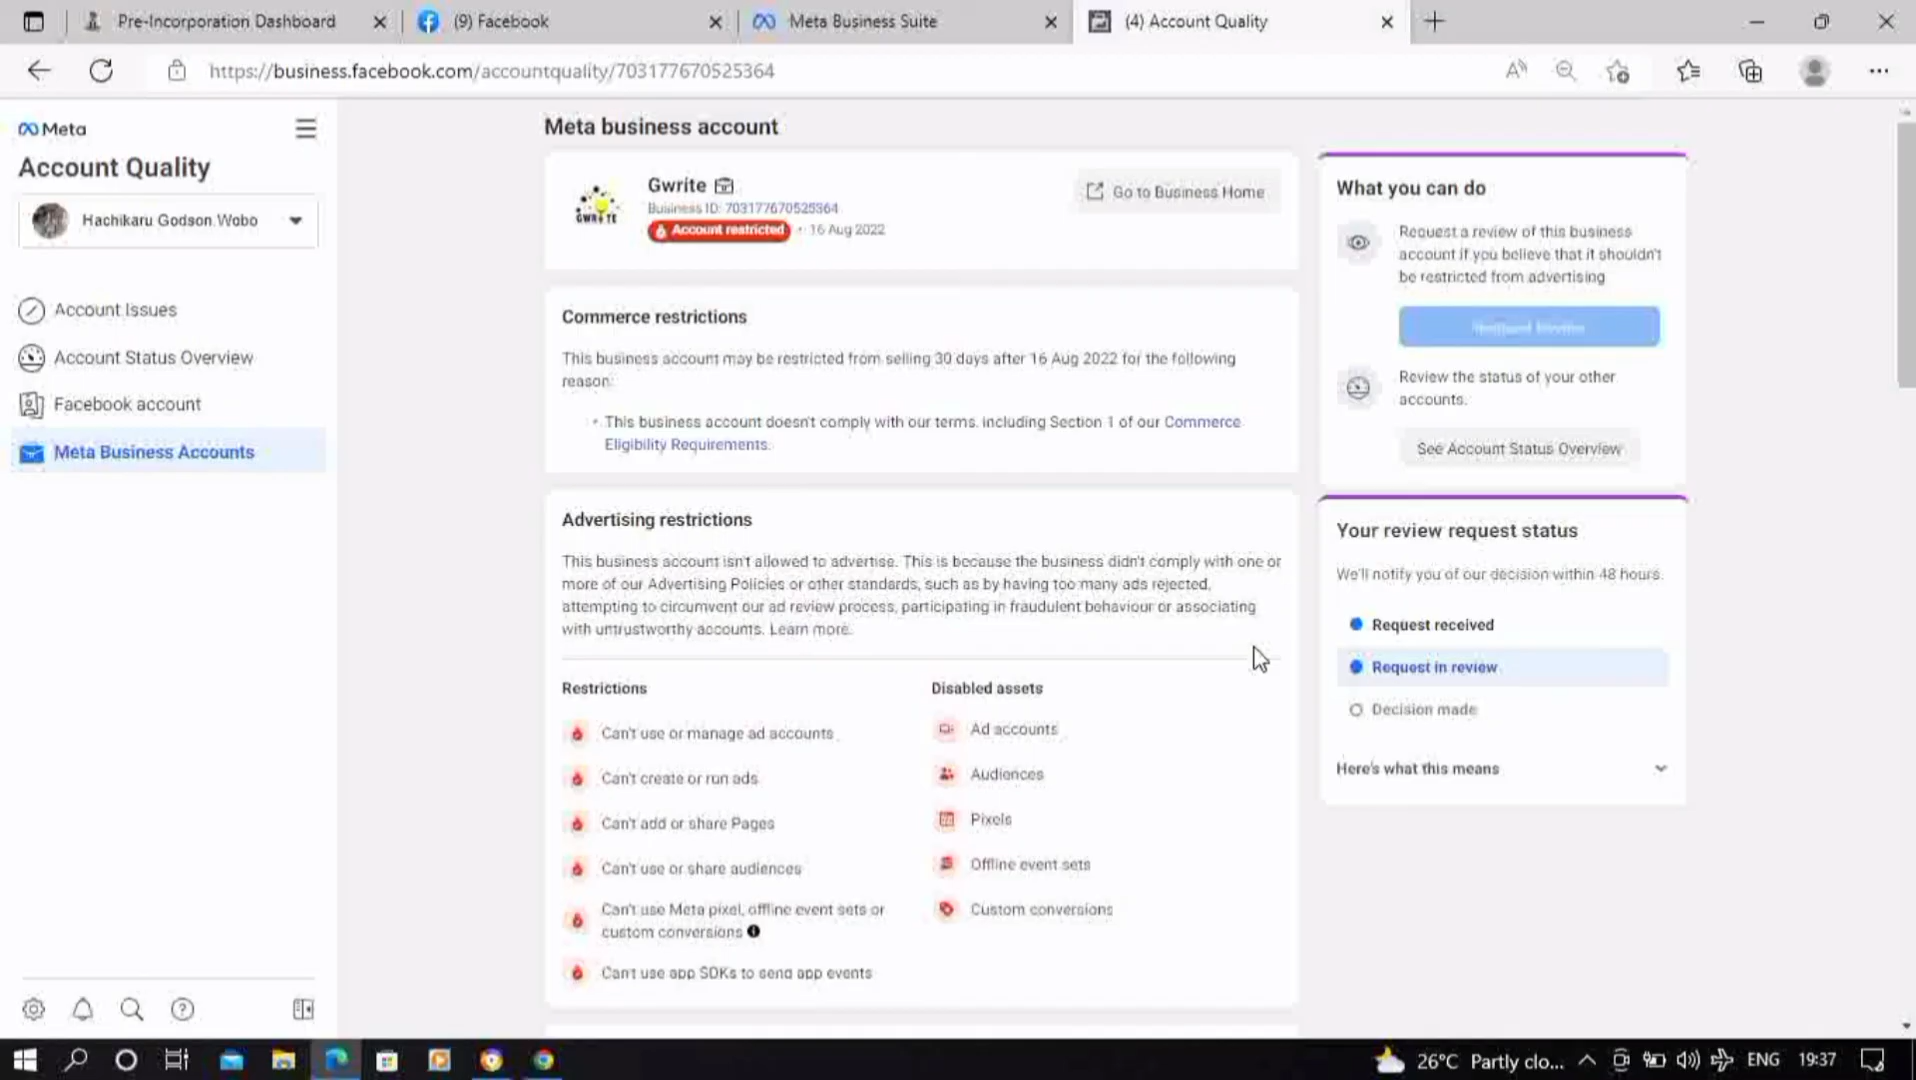 Pre-Incorporation Dashboard
(9) Facebook
Meta Business Suite
(4) Account Quality
https://business.facebook.com/accountquality/703177670525364
Meta
Account Quality
Hachikaru Godson Wobo
Account Issues
Account Status Overview
Facebook account
Meta Business Accounts
Meta business account
GWRITE
Gwrite
Business ID: 703177670525364
Account restricted • 16 Aug 2022
Go to Business Home
Commerce restrictions
This business account may be restricted from selling 30 days after 16 Aug 2022 for the following
reason:
• This business account doesn't comply with our terms, including Section 1 of our Commerce
Eligibility Requirements.
Advertising restrictions
This business account isn't allowed to advertise. This is because the business didn't comply with one or
more of our Advertising Policies or other standards, such as by having too many ads rejected,
attempting to circumvent our ad review process, participating in fraudulent behaviour or associating
with untrustworthy accounts. Learn more.
Restrictions
Can't use or manage ad accounts
Can't create or run ads
Can't add or share Pages
Can't use or share audiences
Can't use Meta pixel, offline event sets or
custom conversions
Can't use app SDKs to send app events
Disabled assets
Ad accounts
Audiences
Pixels
Offline event sets
Custom conversions
What you can do
Request a review of this business
account if you believe that it shouldn't
be restricted from advertising
Request Review
Review the status of your other
accounts.
See Account Status Overview
Your review request status
We'll notify you of our decision within 48 hours.
Request received
Request in review
Decision made
Here's what this means
26°C Partly clo...
ENG
19:37